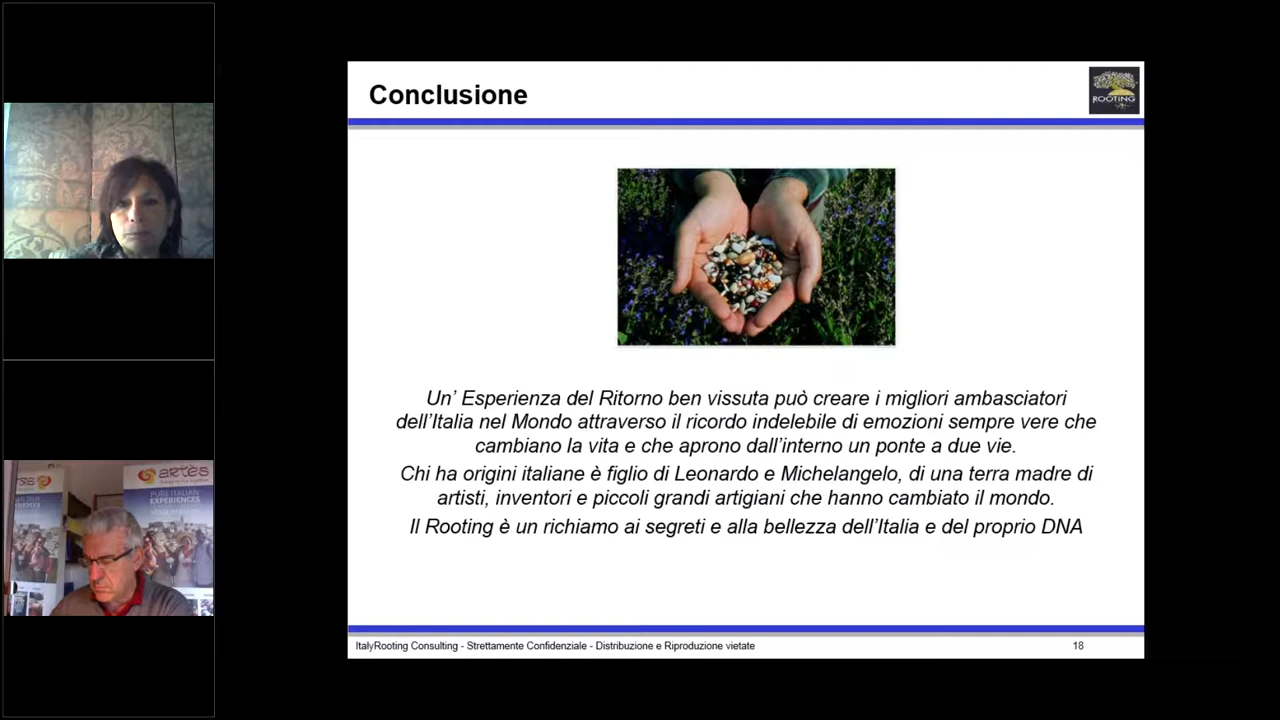 Conclusione
ROOTING
Un’ Esperienza del Ritorno ben vissuta può creare i migliori ambasciatori
dell’Italia nel Mondo attraverso il ricordo indelebile di emozioni sempre vere che
cambiano la vita e che aprono dall’interno un ponte a due vie.
Chi ha origini italiane è figlio di Leonardo e Michelangelo, di una terra madre di
artisti, inventori e piccoli grandi artigiani che hanno cambiato il mondo.
Il Rooting è un richiamo ai segreti e alla bellezza dell’Italia e del proprio DNA
ItalyRooting Consulting - Strettamente Confidenziale - Distribuzione e Riproduzione vietate
18
artès
PURE ITALIAN
EXPERIENCES